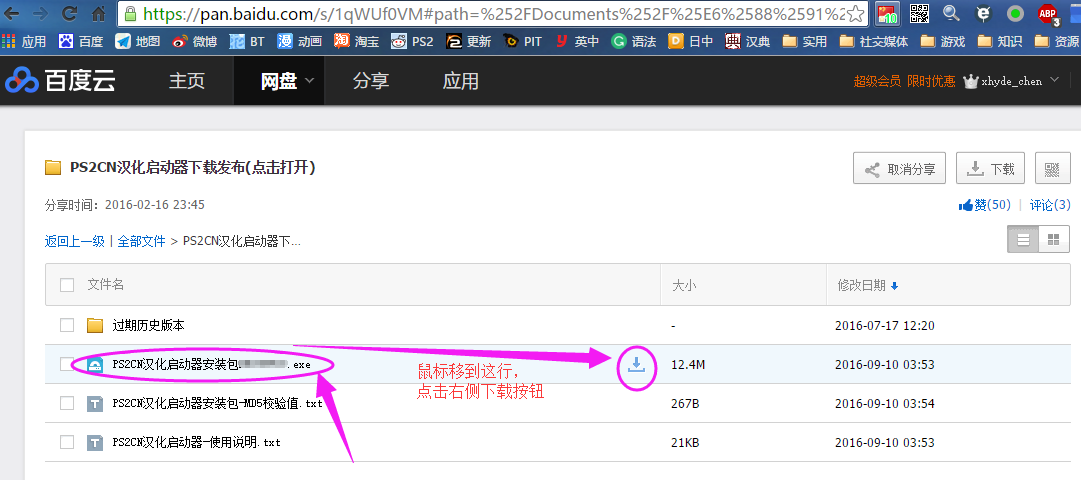 https://pan.baidu.com/s/1qWUf0VM#path=%252FDocuments%252F%25E6%2588%2591%2
10
ABP
3
应用 百度 地图 微博 BT 动画 淘宝 PS2 更新 PIT 英中 语法 日中 汉典 实用 社交媒体 游戏 知识 资源
百度云 主页 网盘 分享 应用 超级会员 限时优惠 xhyde_chen
PS2CN汉化启动器下载发布(点击打开) 取消分享 下载
分享时间：2016-02-16 23:45 赞(50) | 评论(3)
返回上一级 | 全部文件 > PS2CN汉化启动器下...
文件名 大小 修改日期
过期历史版本 - 2016-07-17 12:20
PS2CN汉化启动器安装包 .exe 12.4M 2016-09-10 03:53
鼠标移到这行，
点击右侧下载按钮
PS2CN汉化启动器安装包-MD5校验值.txt 267B 2016-09-10 03:54
PS2CN汉化启动器-使用说明.txt 21KB 2016-09-10 03:53